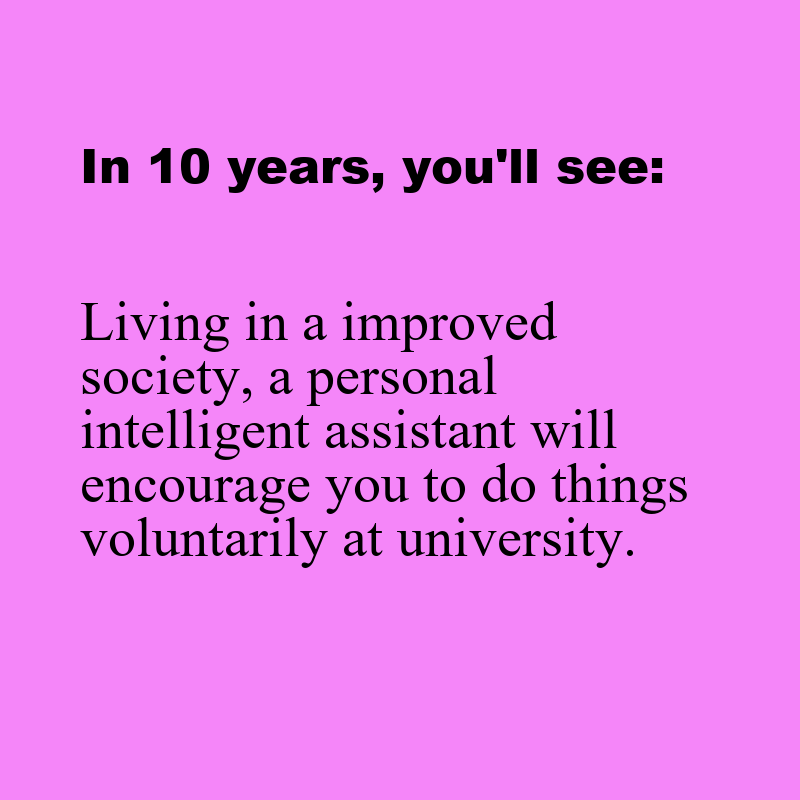 In 10 years, you'll see:
Living in a improved
society, a personal
intelligent assistant will
encourage you to do things
voluntarily at university.